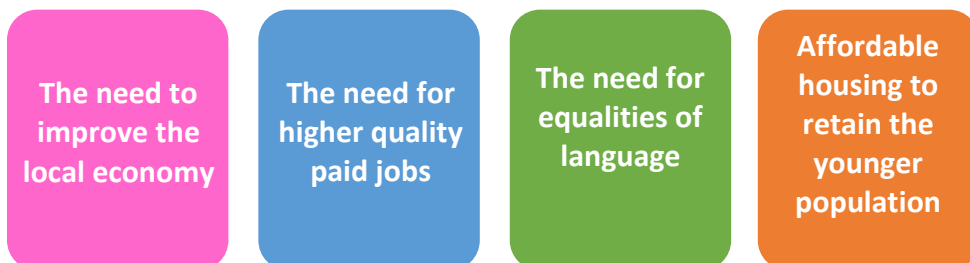 The need to
improve the
local economy
The need for
higher quality
paid jobs
The need for
equalities of
language
Affordable
housing to
retain the
younger
population